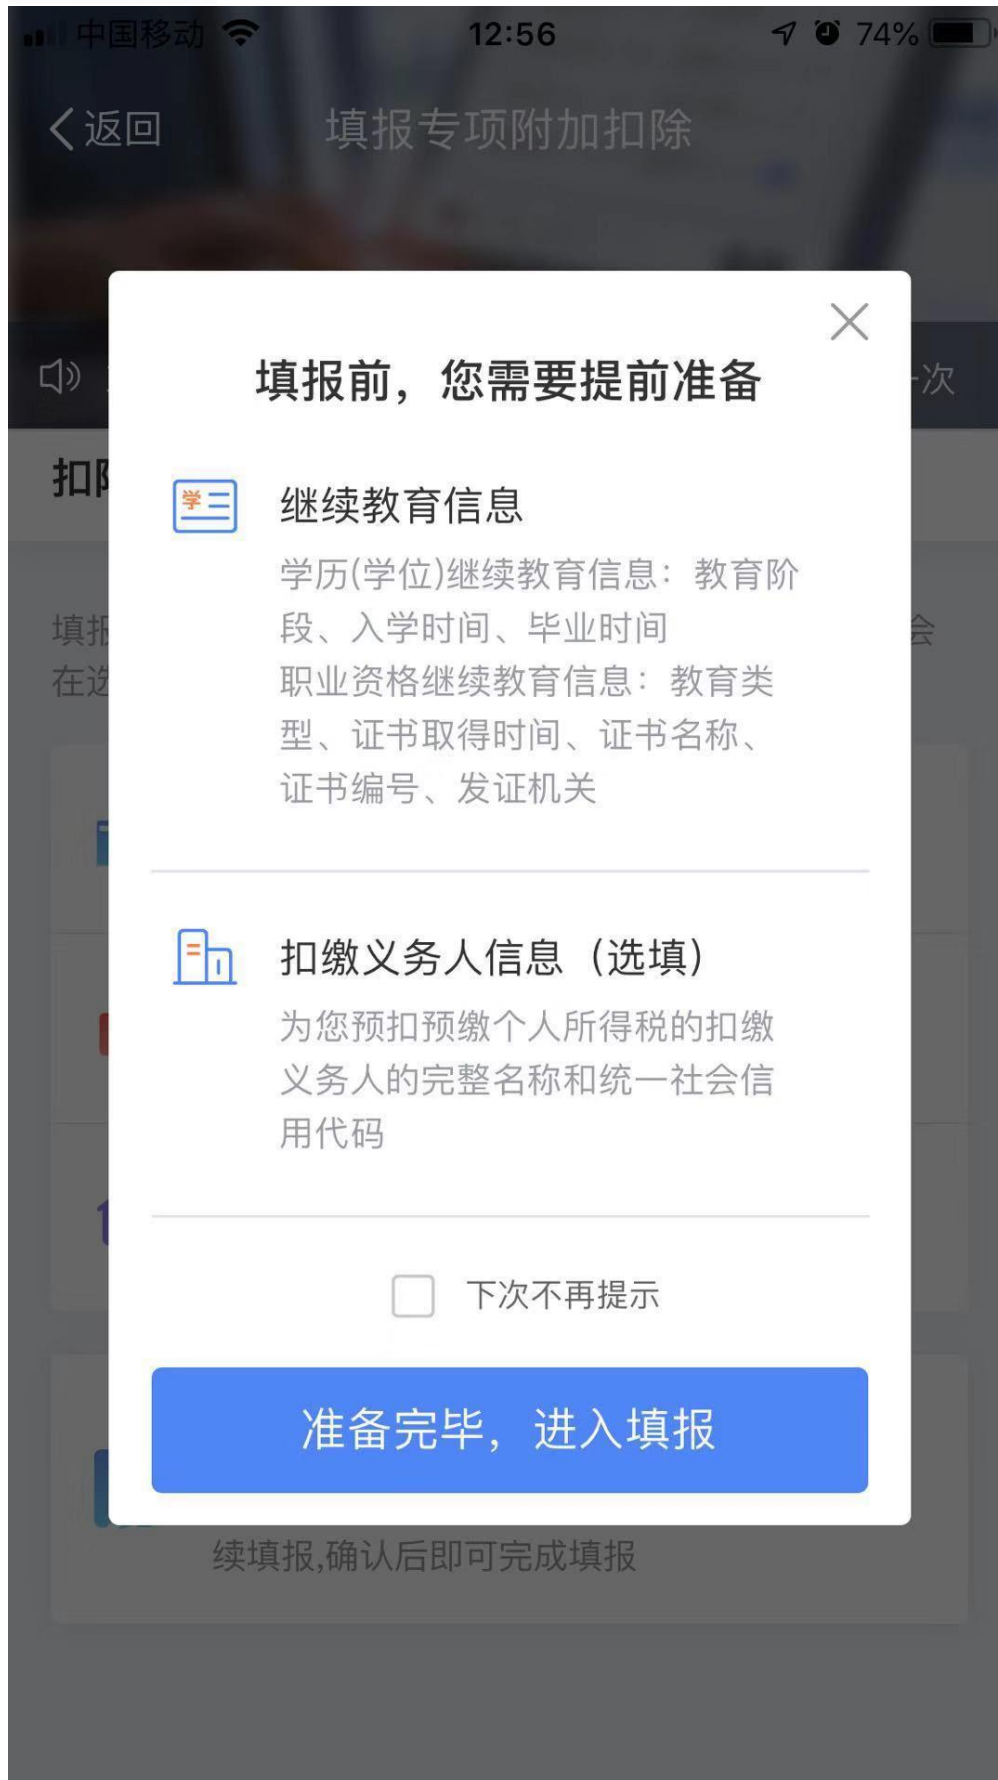 中国移动 12:56 74%
返回 填报专项附加扣除
次
填报前，您需要提前准备
扣
学
继续教育信息
学历(学位)继续教育信息：教育阶
段、入学时间、毕业时间
职业资格继续教育信息：教育类
型、证书取得时间、证书名称、
证书编号、发证机关
填报
会
在选
扣缴义务人信息（选填）
为您预扣预缴个人所得税的扣缴
义务人的完整名称和统一社会信
用代码
下次不再提示
准备完毕，进入填报
续填报,确认后即可完成填报